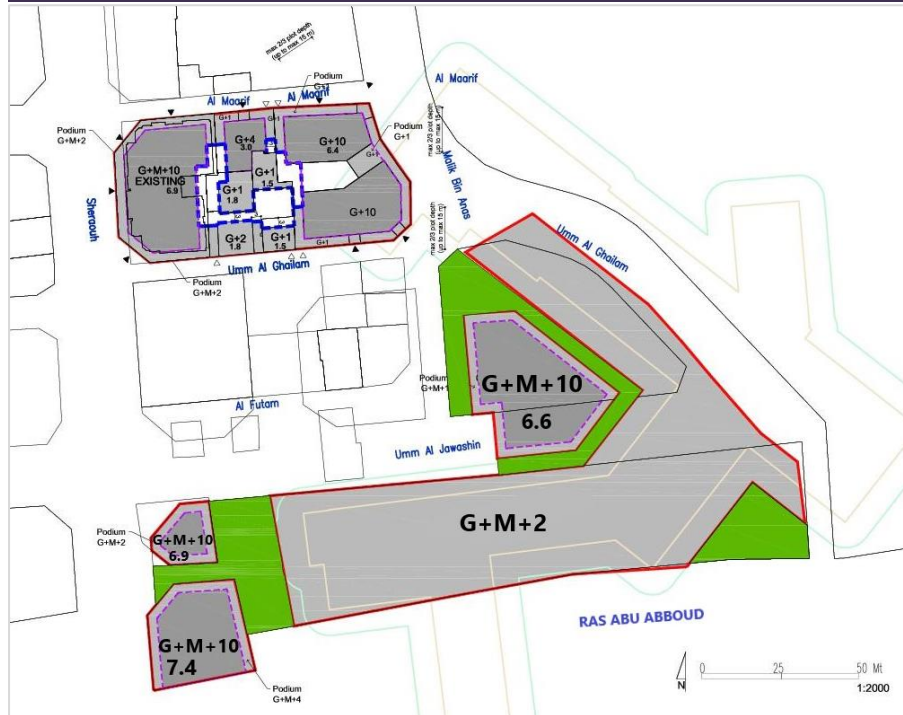 max 2/3 plot depth
(up to max 15 m)
Podium
Al Maarif
Al Maarif
Al Maarif
Podium
G+M+2
G+1
G+1
G+4
3.0
G+10
6.4
Podium
G+1
G+1
max 2/3 plot depth
(up to max 15 m)
G+M+10
EXISTING
6.9
G+1
1.5
G+1
1.8
G+10
Malik Bin Anas
Sheraouh
G+2
1.8
G+1
1.5
G+1
max 2/3 plot depth
(up to max 15 m)
Umm Al Ghailam
Umm Al Ghailam
Podium
G+M+2
Podium
G+M+10
6.6
Al Futam
Umm Al Jawashin
G+M+2
Podium
G+M+2
G+M+10
6.9
G+M+10
7.4
Podium
G+M+4
RAS ABU ABBOUD
N
0
25
50 Mt
1:2000